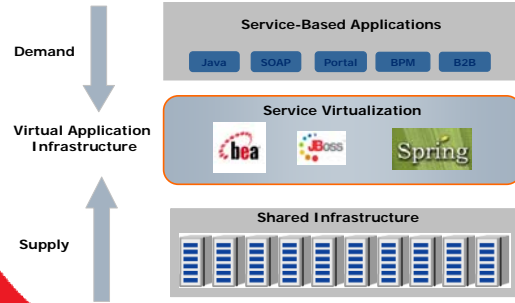 Service-Based Applications
Demand
Java
SOAP
Portal
BPM
B2B
Service Virtualization
Virtual Application
Infrastructure
bea
JBoss
Spring
Shared Infrastructure
Supply